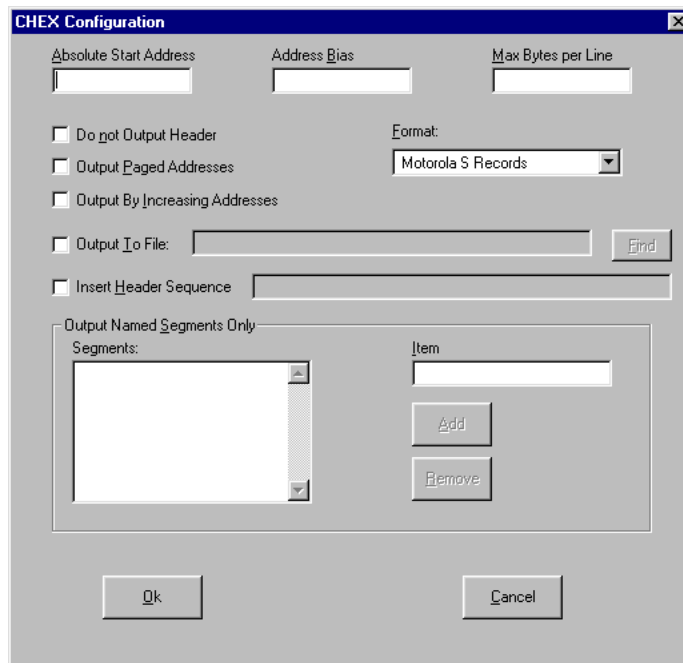 CHEX Configuration
Absolute Start Address
Address Bias
Max Bytes per Line
Do not Output Header
Format:
Output Paged Addresses
Motorola S Records
Output By Increasing Addresses
Output To File:
Find
Insert Header Sequence
Output Named Segments Only
Segments:
Item
Add
Remove
Ok
Cancel